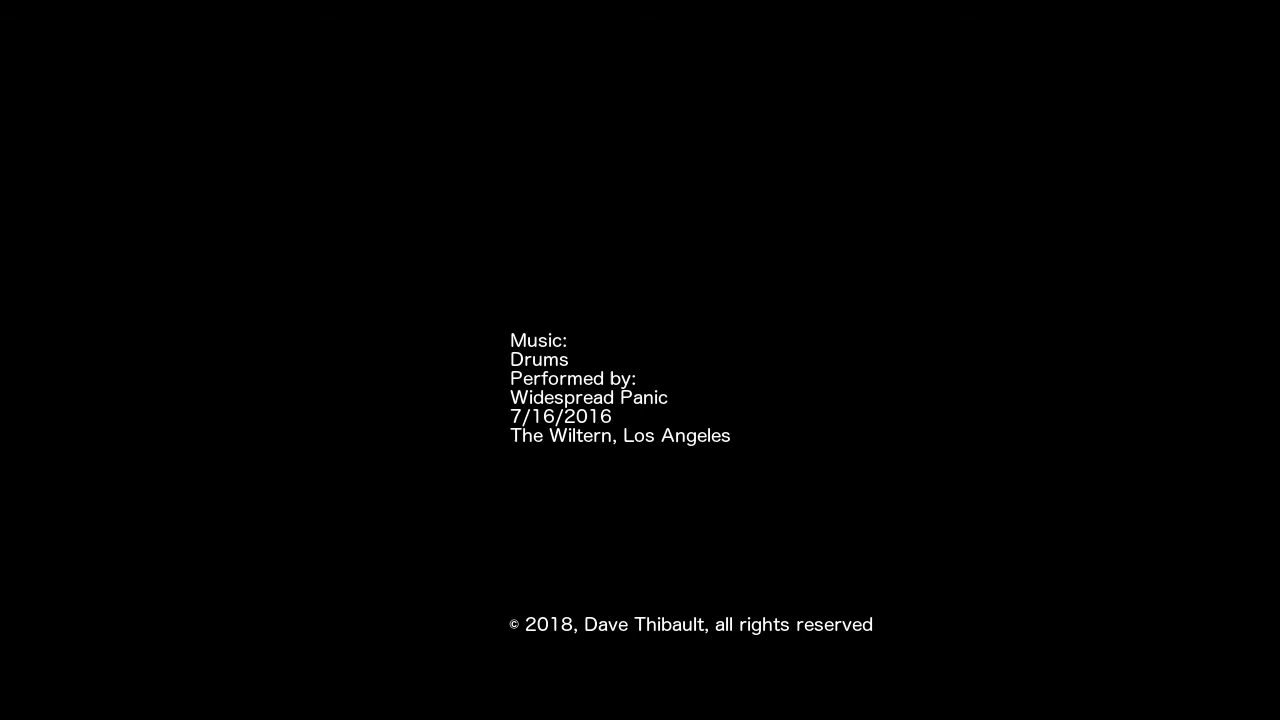 Music:
Drums
Performed by:
Widespread Panic
7/16/2016
The Wiltern, Los Angeles
© 2018, Dave Thibault, all rights reserved